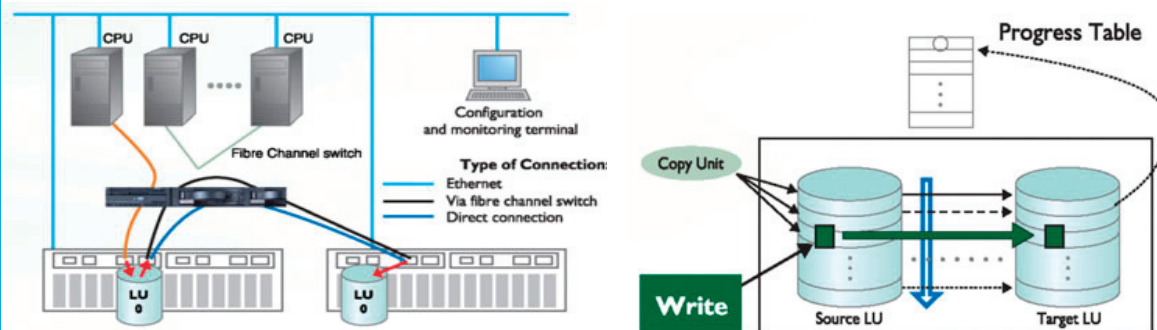 CPU
CPU
CPU
Configuration
and monitoring terminal
Fibre Channel switch
Type of Connection:
Ethernet
Via fibre channel switch
Direct connection
LU
0
LU
0
Progress Table
Copy Unit
Write
Source LU
Target LU